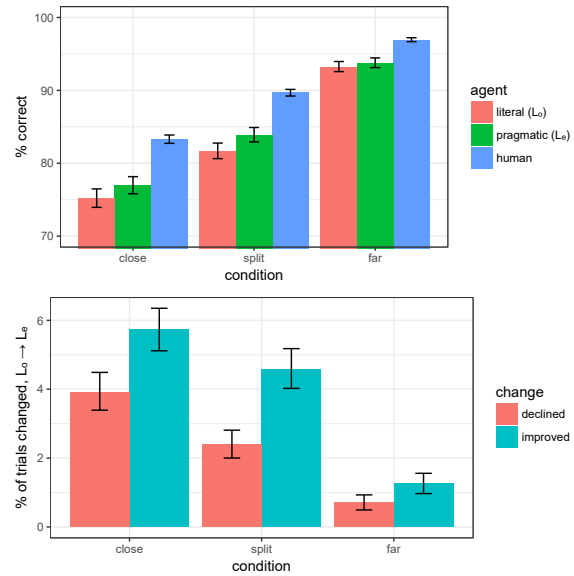 100
90
80
70
% correct
close split far
condition
agent
literal (L₀)
pragmatic (Lₑ)
human
6
4
2
0
% of trials changed, L₀ → Lₑ
close split far
condition
change
declined
improved